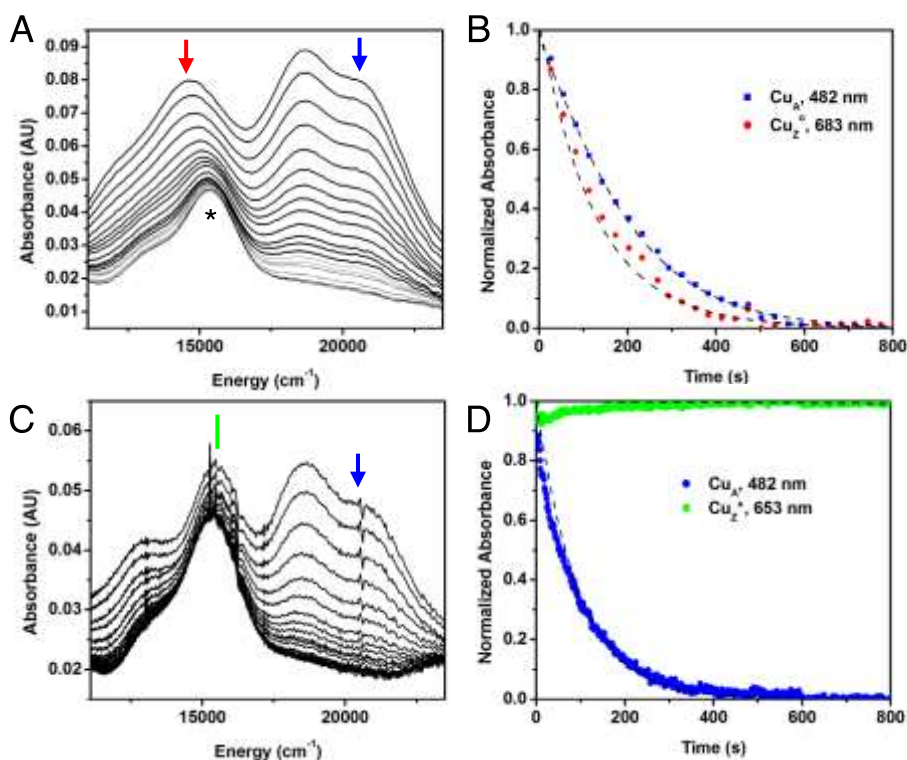 A
0.09
0.08
0.07
0.06
0.05
0.04
0.03
0.02
0.01
Absorbance (AU)
*
15000
20000
Energy (cm⁻¹)
B
1.0
0.8
0.6
0.4
0.2
0.0
Normalized Absorbance
Cu_A, 482 nm
Cu_Z°, 683 nm
0
200
400
600
800
Time (s)
C
0.06
0.05
0.04
0.03
0.02
Absorbance (AU)
15000
20000
Energy (cm⁻¹)
D
1.0
0.8
0.6
0.4
0.2
0.0
Normalized Absorbance
Cu_A, 482 nm
Cu_Z*, 653 nm
0
200
400
600
800
Time (s)